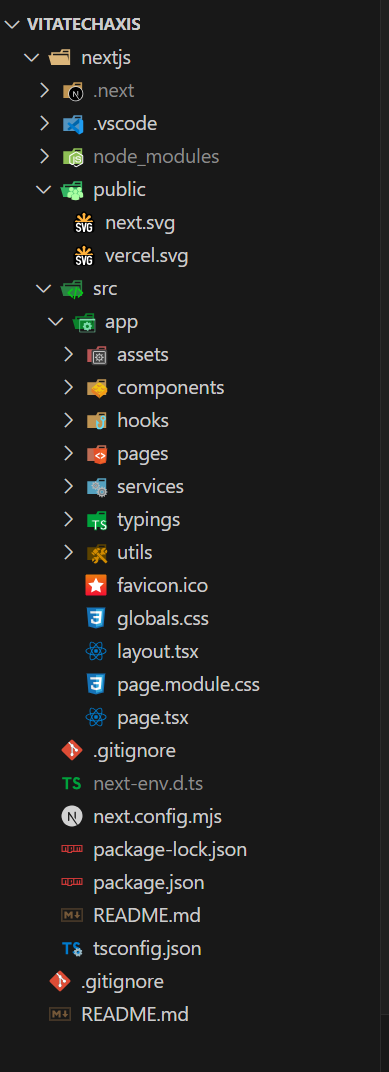 VITATECHAXIS
nextjs
.next
.vscode
node_modules
public
next.svg
vercel.svg
src
app
assets
components
hooks
pages
services
typings
utils
favicon.ico
globals.css
layout.tsx
page.module.css
page.tsx
.gitignore
TS next-env.d.ts
next.config.mjs
package-lock.json
package.json
README.md
TS tsconfig.json
.gitignore
README.md